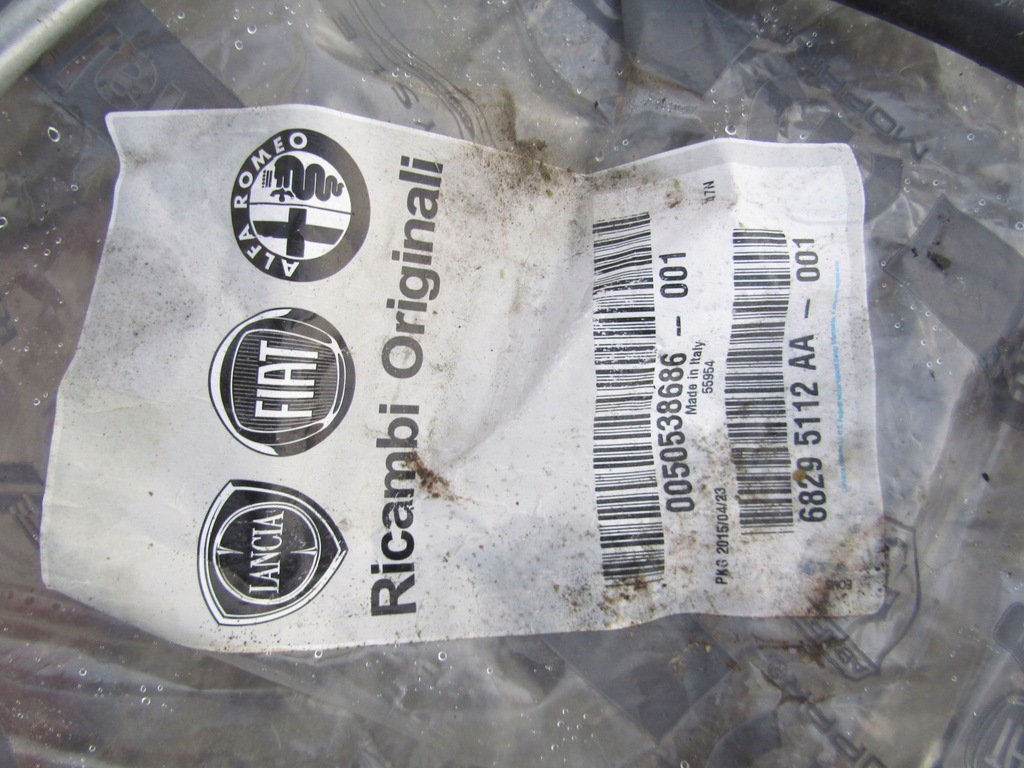 LANCIA
FIAT
ALFA ROMEO
Ricambi Originali
0050538686 -- 001
Made in Italy
55954
PKG 2015/04/23
6829 5112 AA - 001